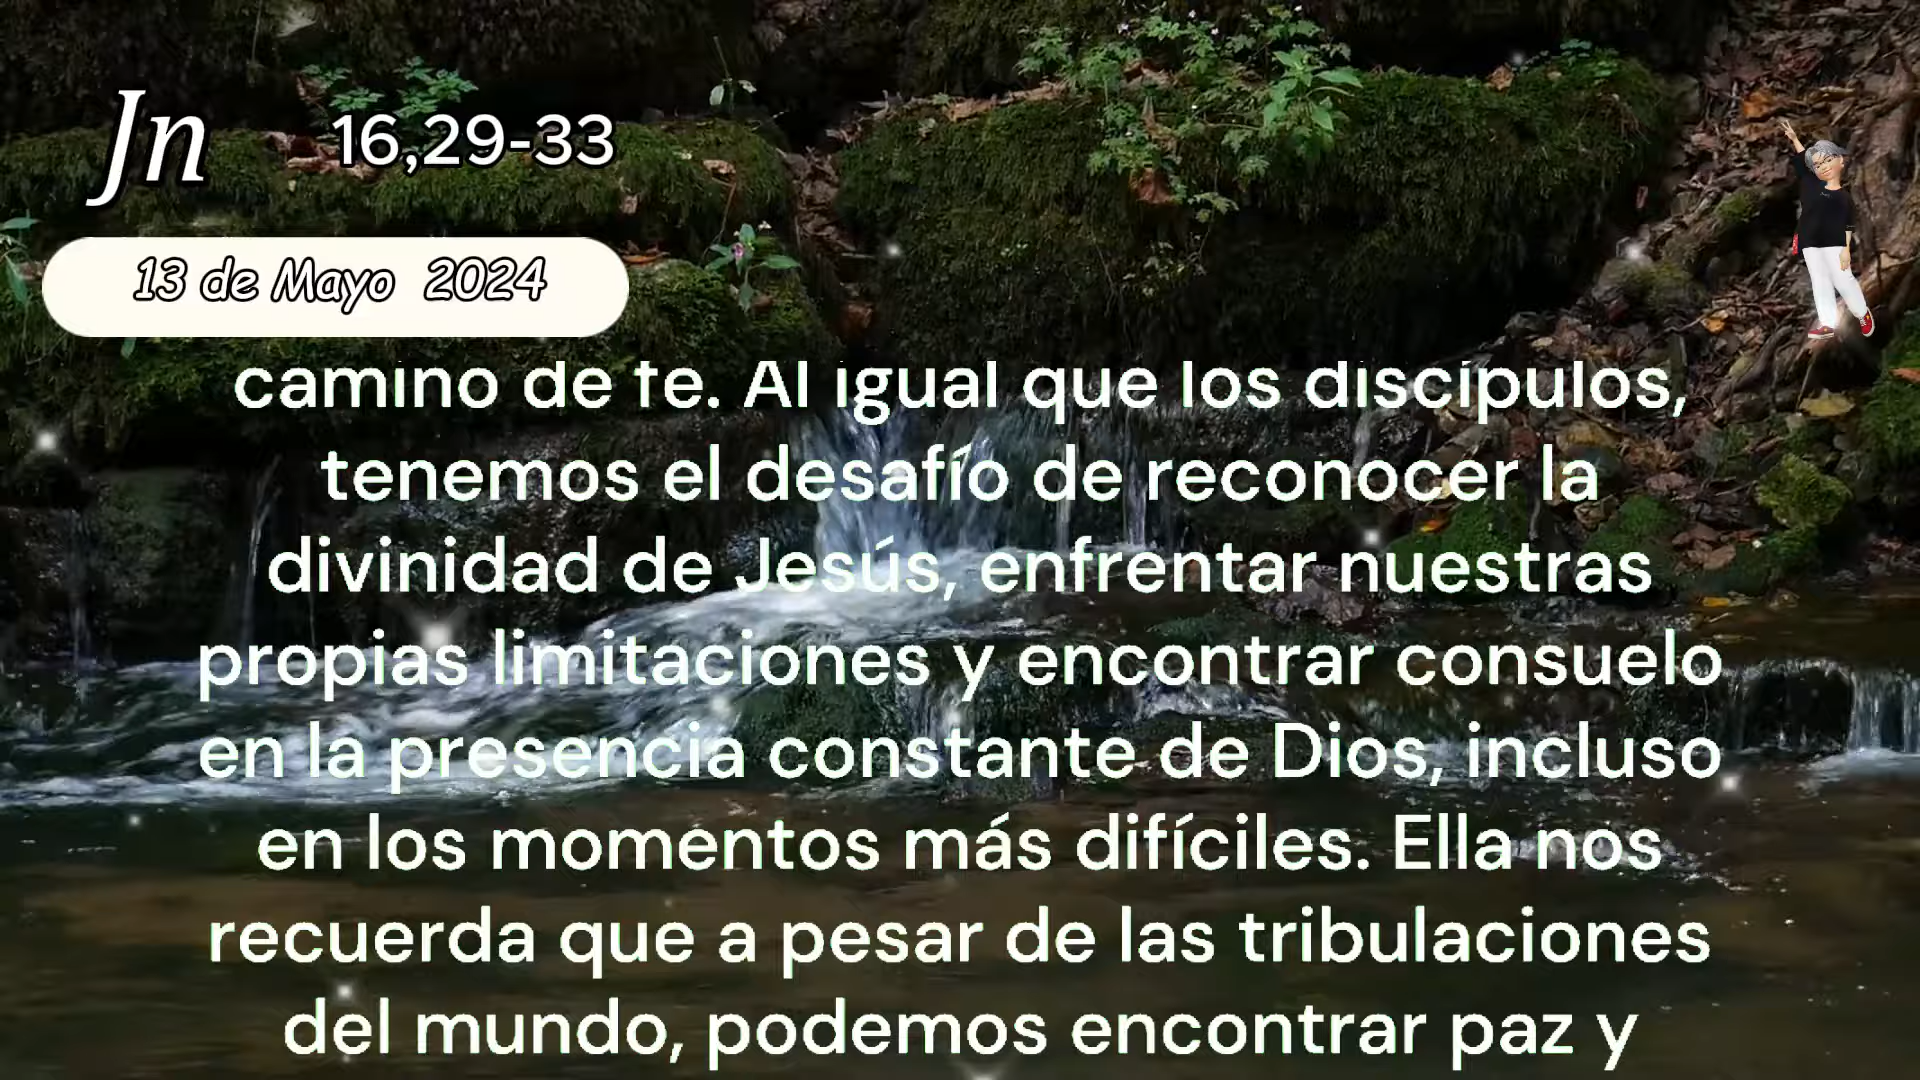 Jn 16,29-33
13 de Mayo 2024
camino de fe. Al igual que los discípulos,
tenemos el desafío de reconocer la
divinidad de Jesús, enfrentar nuestras
propias limitaciones y encontrar consuelo
en la presencia constante de Dios, incluso
en los momentos más difíciles. Ella nos
recuerda que a pesar de las tribulaciones
del mundo, podemos encontrar paz y